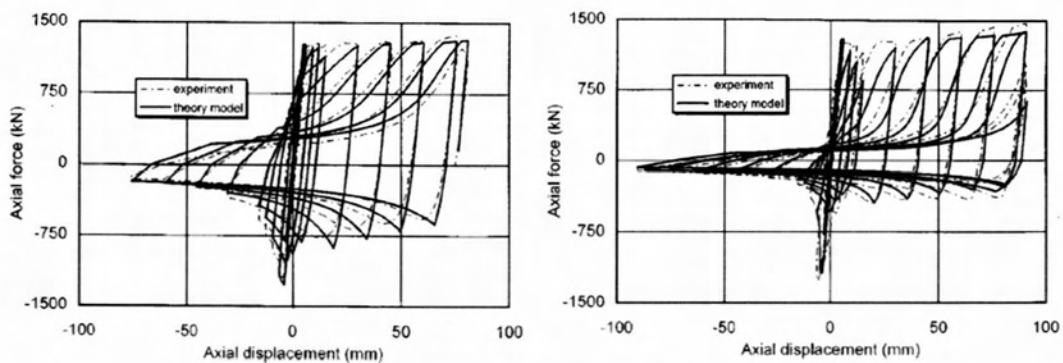 1500
750
0
-750
-1500
Axial force (kN)
experiment
theory model
-100
-50
0
50
100
Axial displacement (mm)
1500
750
0
-750
-1500
Axial force (kN)
experiment
theory model
-100
-50
0
50
100
Axial displacement (mm)